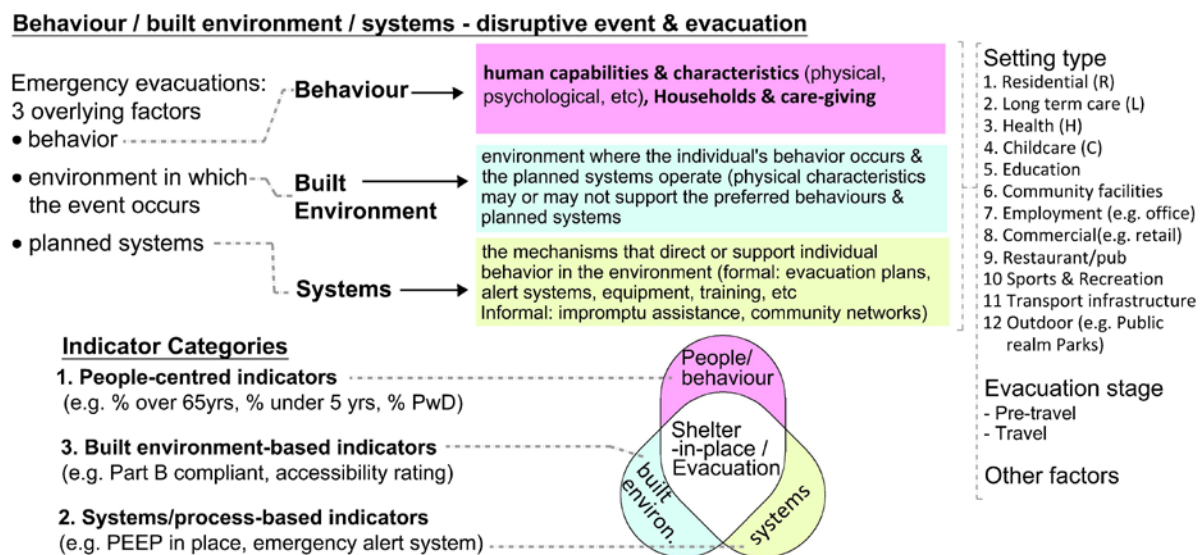 Behaviour / built environment / systems - disruptive event & evacuation
Emergency evacuations:
3 overlying factors
• behavior
• environment in which
the event occurs
• planned systems
Behaviour
human capabilities & characteristics (physical,
psychological, etc), Households & care-giving
Built
Environment
environment where the individual's behavior occurs &
the planned systems operate (physical characteristics
may or may not support the preferred behaviours &
planned systems
Systems
the mechanisms that direct or support individual
behavior in the environment (formal: evacuation plans,
alert systems, equipment, training, etc
Informal: impromptu assistance, community networks)
Setting type
1. Residential (R)
2. Long term care (L)
3. Health (H)
4. Childcare (C)
5. Education
6. Community facilities
7. Employment (e.g. office)
8. Commercial(e.g. retail)
9. Restaurant/pub
10 Sports & Recreation
11 Transport infrastructure
12 Outdoor (e.g. Public
realm Parks)
Evacuation stage
- Pre-travel
- Travel
Other factors
Indicator Categories
1. People-centred indicators
(e.g. % over 65yrs, % under 5 yrs, % PwD)
3. Built environment-based indicators
(e.g. Part B compliant, accessibility rating)
2. Systems/process-based indicators
(e.g. PEEP in place, emergency alert system)
People/
behaviour
Shelter
-in-place /
Evacuation
built
environ.
systems